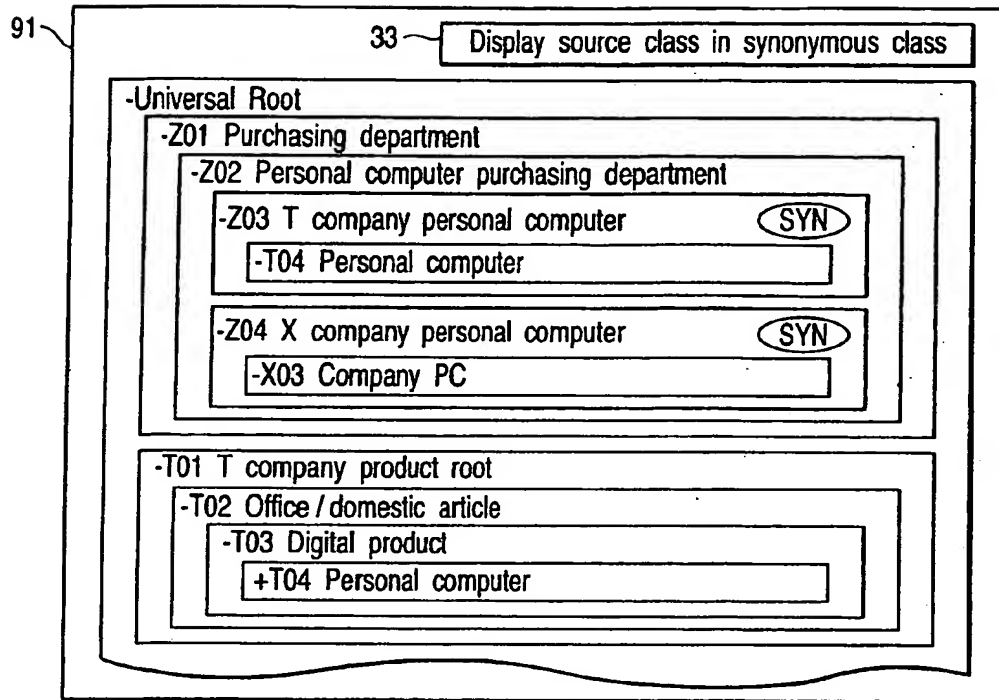 91
33
Display source class in synonymous class
-Universal Root
-Z01 Purchasing department
-Z02 Personal computer purchasing department
-Z03 T company personal computer SYN
-T04 Personal computer
-Z04 X company personal computer SYN
-X03 Company PC
-T01 T company product root
-T02 Office / domestic article
-T03 Digital product
+T04 Personal computer